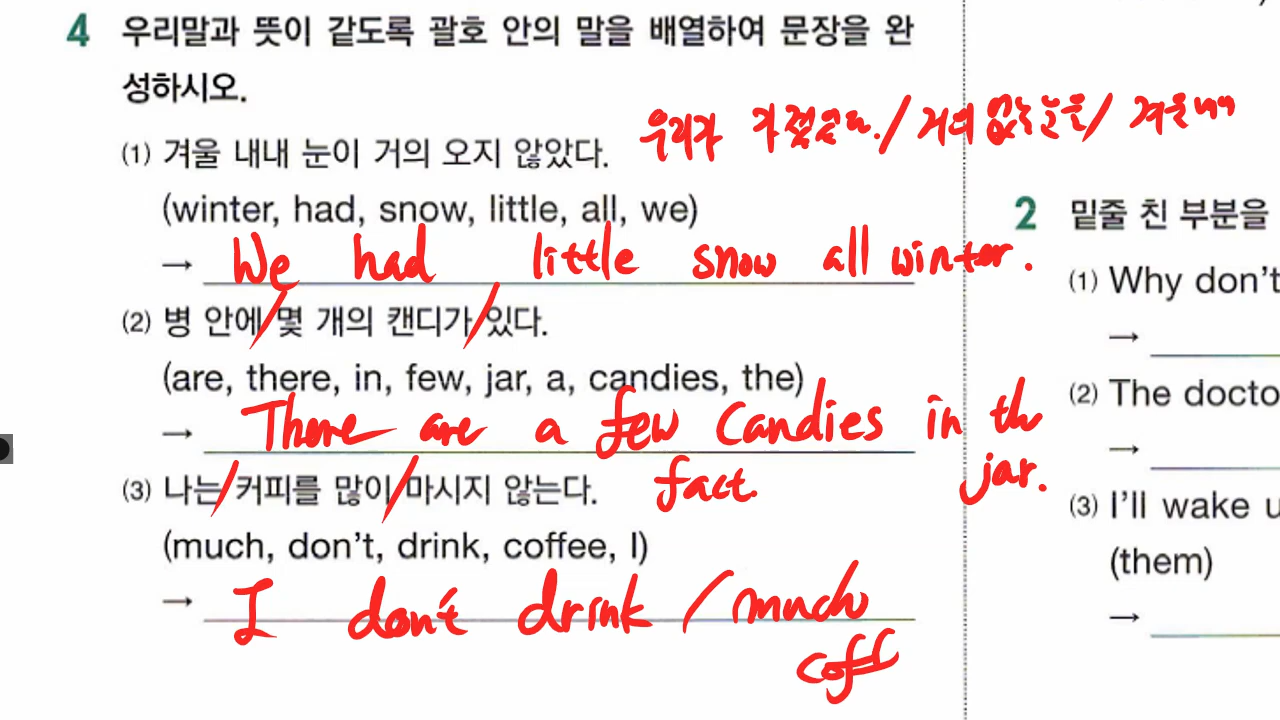 4 우리말과 뜻이 같도록 괄호 안의 말을 배열하여 문장을 완
성하시오.
우리가 가졌었다. / 거의 없는 눈을 / 겨울내내
(1) 겨울 내내 눈이 거의 오지 않았다.
(winter, had, snow, little, all, we)
→ We had little snow all winter.
(2) 병 안에 / 몇 개의 캔디가 / 있다.
(are, there, in, few, jar, a, candies, the)
→ There are a few candies in the
jar.
fact.
(3) 나는 / 커피를 많이 / 마시지 않는다.
(much, don't, drink, coffee, I)
→ I don't drink / much
coff
2 밑줄 친 부분을
(1) Why don't
→
(2) The docto
→
(3) I'll wake u
(them)
→